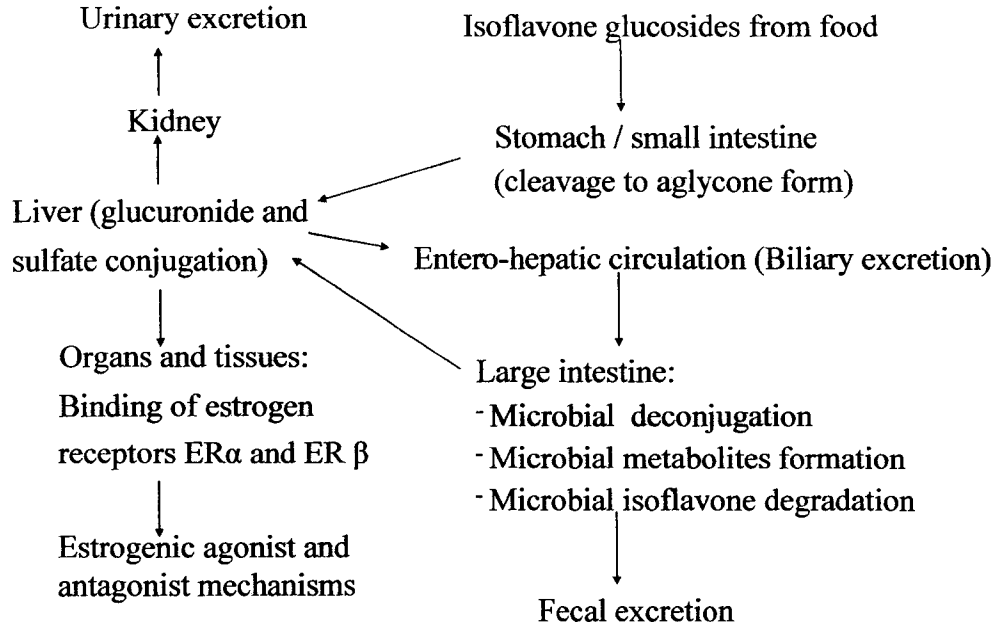 Urinary excretion
Isoflavone glucosides from food
Kidney
Stomach / small intestine
(cleavage to aglycone form)
Liver (glucuronide and
sulfate conjugation)
Entero-hepatic circulation (Biliary excretion)
Organs and tissues:
Binding of estrogen
receptors ERα and ER β
Large intestine:
- Microbial deconjugation
- Microbial metabolites formation
- Microbial isoflavone degradation
Estrogenic agonist and
antagonist mechanisms
Fecal excretion